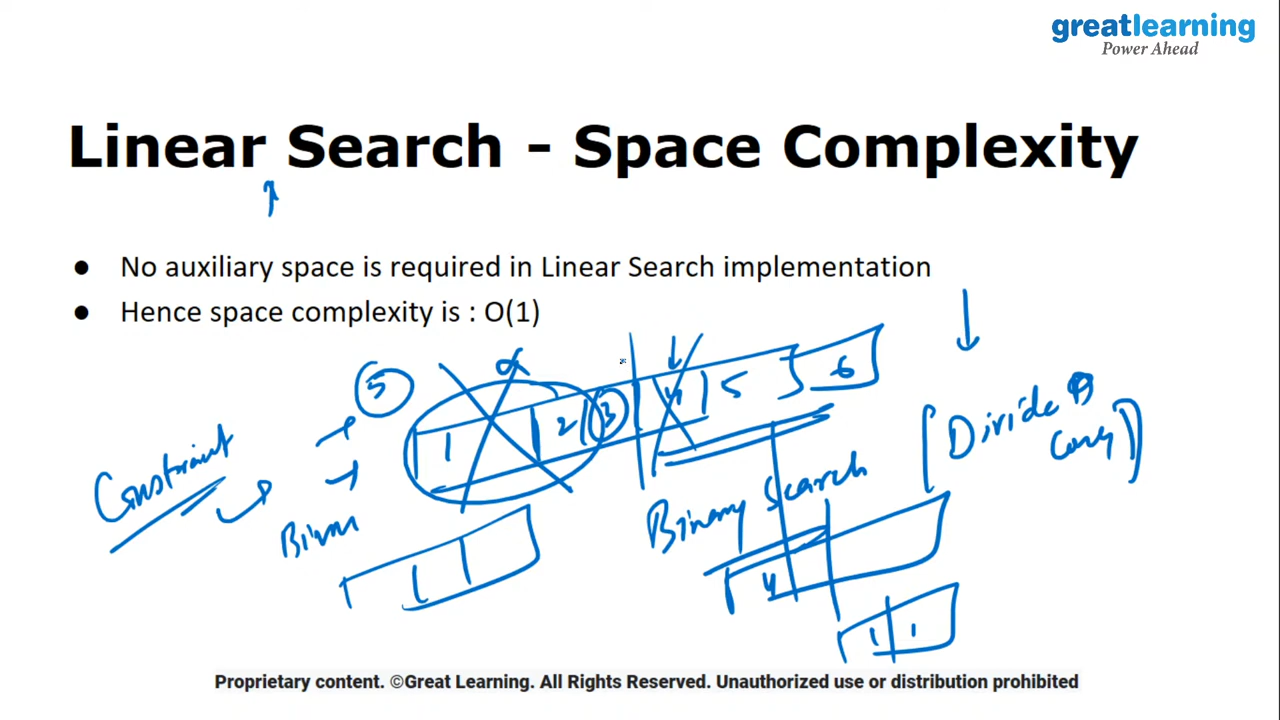 greatlearning
Power Ahead
Linear Search - Space Complexity
● No auxiliary space is required in Linear Search implementation
● Hence space complexity is : O(1)
5
1 2 3 4 5 6
Constraint
Divide &
Binary Search
4
1 1
Proprietary content. ©Great Learning. All Rights Reserved. Unauthorized use or distribution prohibited